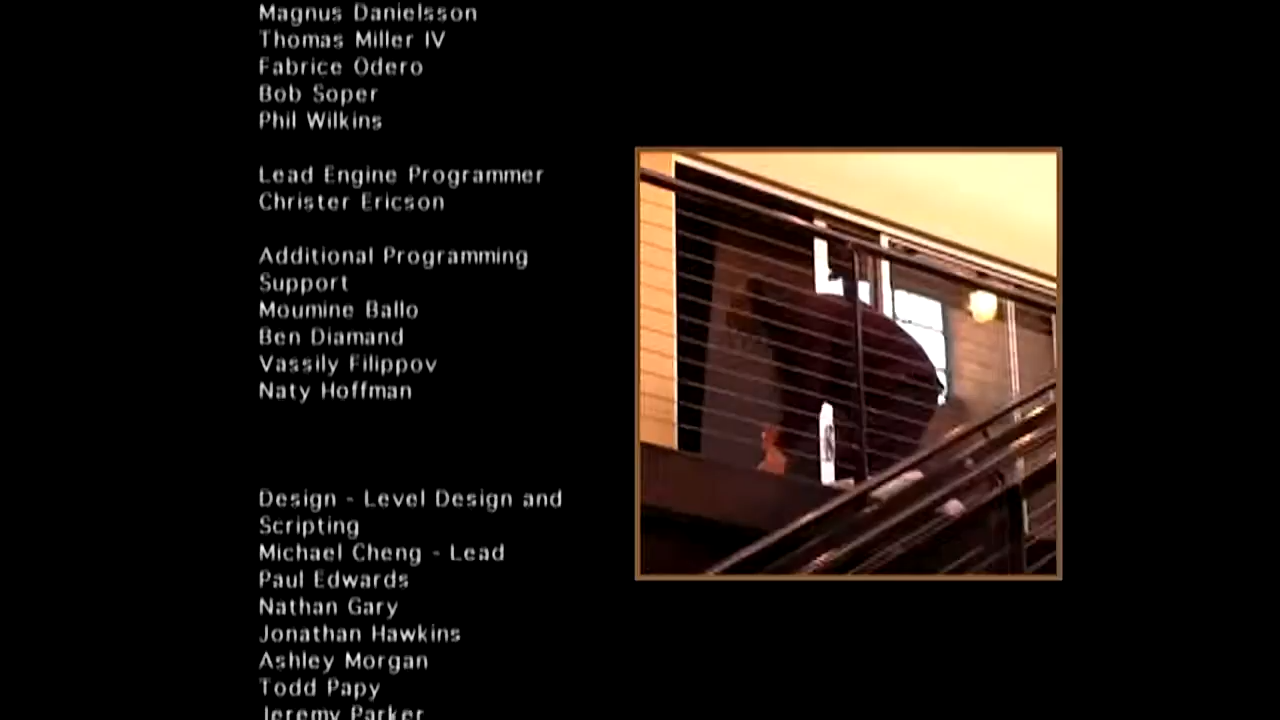 Magnus Danielsson
Thomas Miller IV
Fabrice Odero
Bob Soper
Phil Wilkins
Lead Engine Programmer
Christer Ericson
Additional Programming
Support
Moumine Ballo
Ben Diamand
Vassily Filippov
Naty Hoffman
Design - Level Design and
Scripting
Michael Cheng - Lead
Paul Edwards
Nathan Gary
Jonathan Hawkins
Ashley Morgan
Todd Papy
Jeremy Parker